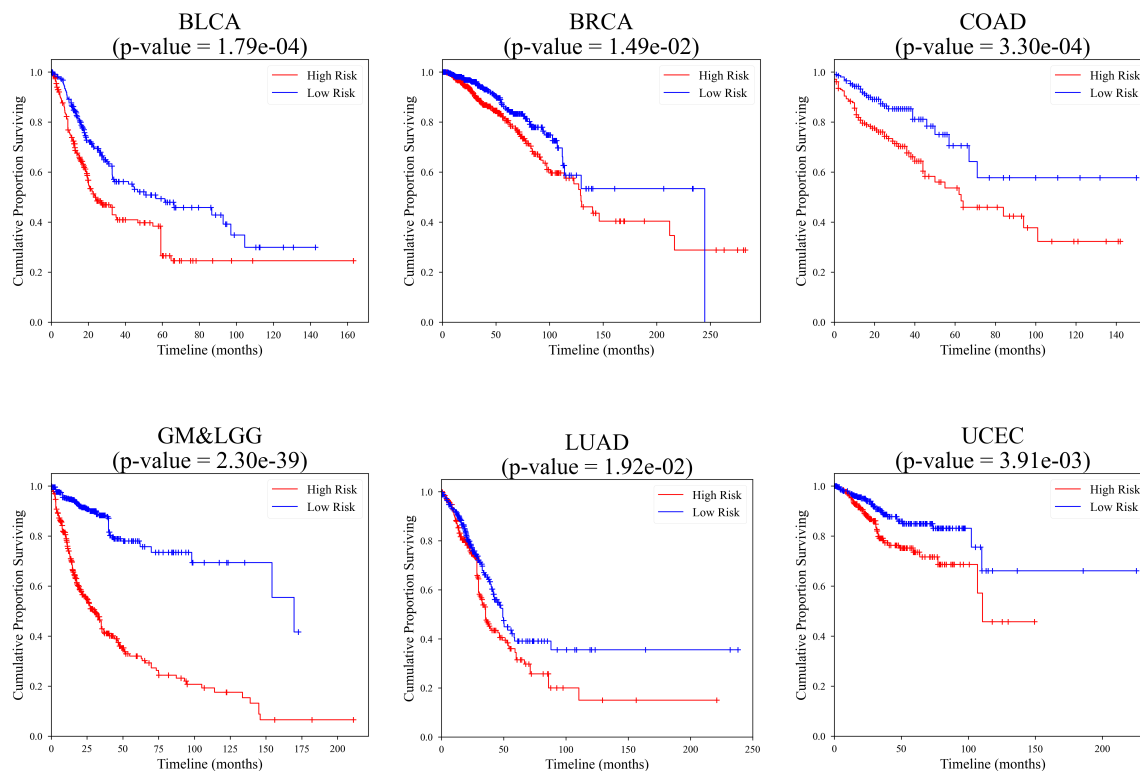 BLCA
(p-value = 1.79e-04)
1.0
0.8
0.6
0.4
0.2
0.0
Cumulative Proportion Surviving
High Risk
Low Risk
0 20 40 60 80 100 120 140 160
Timeline (months)
BRCA
(p-value = 1.49e-02)
1.0
0.8
0.6
0.4
0.2
0.0
Cumulative Proportion Surviving
High Risk
Low Risk
0 50 100 150 200 250
Timeline (months)
COAD
(p-value = 3.30e-04)
1.0
0.8
0.6
0.4
0.2
0.0
Cumulative Proportion Surviving
High Risk
Low Risk
0 20 40 60 80 100 120 140
Timeline (months)
GM&LGG
(p-value = 2.30e-39)
1.0
0.8
0.6
0.4
0.2
0.0
Cumulative Proportion Surviving
High Risk
Low Risk
0 25 50 75 100 125 150 175 200
Timeline (months)
LUAD
(p-value = 1.92e-02)
1.0
0.8
0.6
0.4
0.2
0.0
Cumulative Proportion Surviving
High Risk
Low Risk
0 50 100 150 200 250
Timeline (months)
UCEC
(p-value = 3.91e-03)
1.0
0.8
0.6
0.4
0.2
0.0
Cumulative Proportion Surviving
High Risk
Low Risk
0 50 100 150 200
Timeline (months)